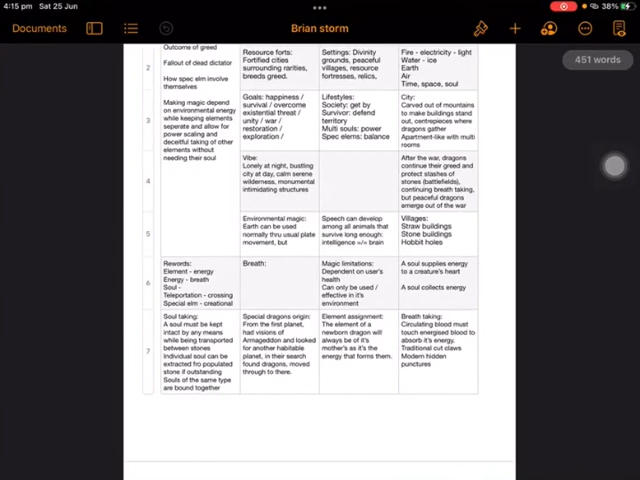 4:15 pm Sat 25 Jun
38%
Documents
Brian storm
451 words
2
Outcome of greed
Fallout of dead dictator
How spec elm involve
themselves
Making magic depend
on environmental energy
while keeping elements
seperate and allow for
power scaling and
deceitful taking of other
elements without
needing their soul
Resource forts:
Fortified cities
surrounding rarities,
breeds greed.
Settings: Divinity
grounds, peaceful
villages, resource
fortresses, relics,
Fire - electricity - light
Water - ice
Earth
Air
Time, space, soul
3
Goals: happiness /
survival / overcome
existential threat /
unity / war /
restoration /
exploration /
Lifestyles:
Society: get by
Survivor: defend
territory
Multi souls: power
Spec elems: balance
City:
Carved out of mountains
to make buildings stand
out, centrepieces where
dragons gather
Apartment-like with multi
rooms
4
Vibe:
Lonely at night, bustling
city at day, calm serene
wilderness, monumental
intimidating structures
After the war, dragons
continue their greed and
protect slashes of
stones (battlefields),
continuing breath taking,
but peaceful dragons
emerge out of the war
5
Environmental magic:
Earth can be used
normally thru usual plate
movement, but
Speech can develop
among all animals that
survive long enough:
intelligence =/= brain
Villages:
Straw buildings
Stone buildings
Hobbit holes
6
Rewords:
Element - energy
Energy - breath
Soul -
Teleportation - crossing
Special elm - creational
Breath:
Magic limitations:
Dependent on user's
health
Can only be used /
effective in it's
environment
A soul supplies energy
to a creature's heart
A soul collects energy
7
Soul taking:
A soul must be kept
intact by any means
while being transported
between stones
Individual soul can be
extracted fro populated
stone if outstanding
Souls of the same type
are bound together
Special dragons origin:
From the first planet,
had visions of
Armageddon and looked
for another habitable
planet, in their search
found dragons, moved
through to there.
Element assignment:
The element of a
newborn dragon will
always be of it's
mother's as it's the
energy that forms them.
Breath taking:
Circulating blood must
touch energised blood to
absorb it's energy.
Traditional cut claws
Modern hidden
punctures